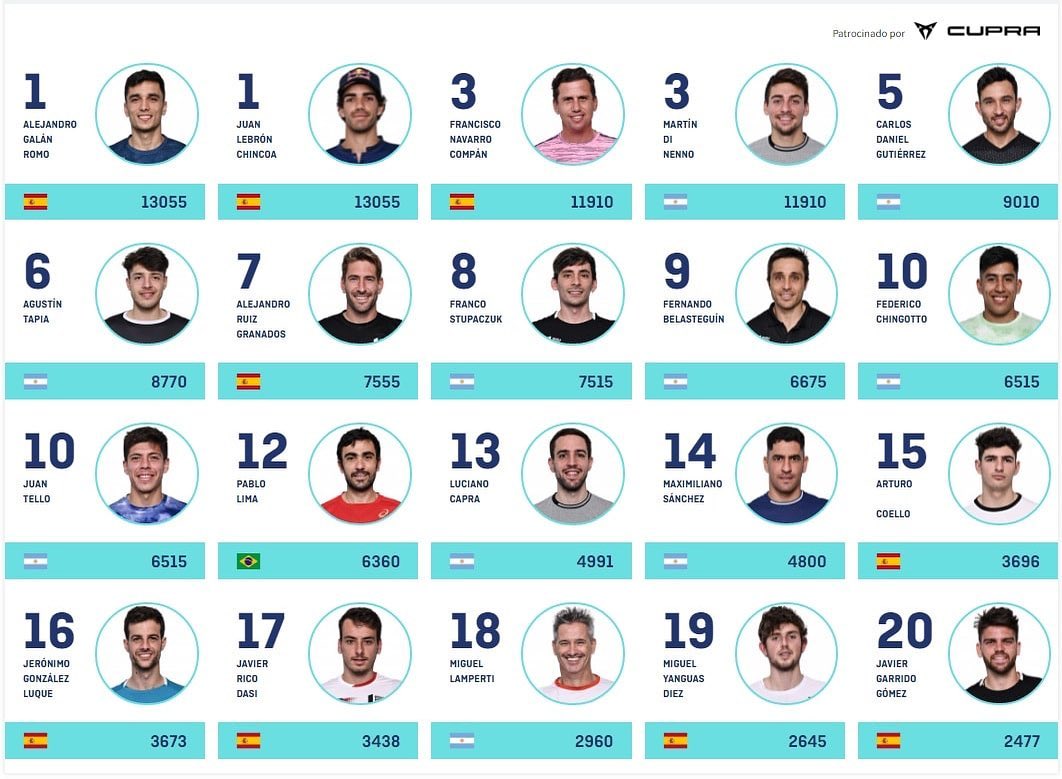 Patrocinado por CUPRA
1
ALEJANDRO
GALÁN
ROMO
13055
1
JUAN
LEBRÓN
CHINCOA
13055
3
FRANCISCO
NAVARRO
COMPÁN
11910
3
MARTÍN
DI
NENNO
11910
5
CARLOS
DANIEL
GUTIÉRREZ
9010
6
AGUSTÍN
TAPIA
8770
7
ALEJANDRO
RUIZ
GRANADOS
7555
8
FRANCO
STUPACZUK
7515
9
FERNANDO
BELASTEGUÍN
6675
10
FEDERICO
CHINGOTTO
6515
10
JUAN
TELLO
6515
12
PABLO
LIMA
6360
13
LUCIANO
CAPRA
4991
14
MAXIMILIANO
SÁNCHEZ
4800
15
ARTURO
COELLO
3696
16
JERÓNIMO
GONZÁLEZ
LUQUE
3673
17
JAVIER
RICO
DASI
3438
18
MIGUEL
LAMPERTI
2960
19
MIGUEL
YANGUAS
DIEZ
2645
20
JAVIER
GARRIDO
GÓMEZ
2477